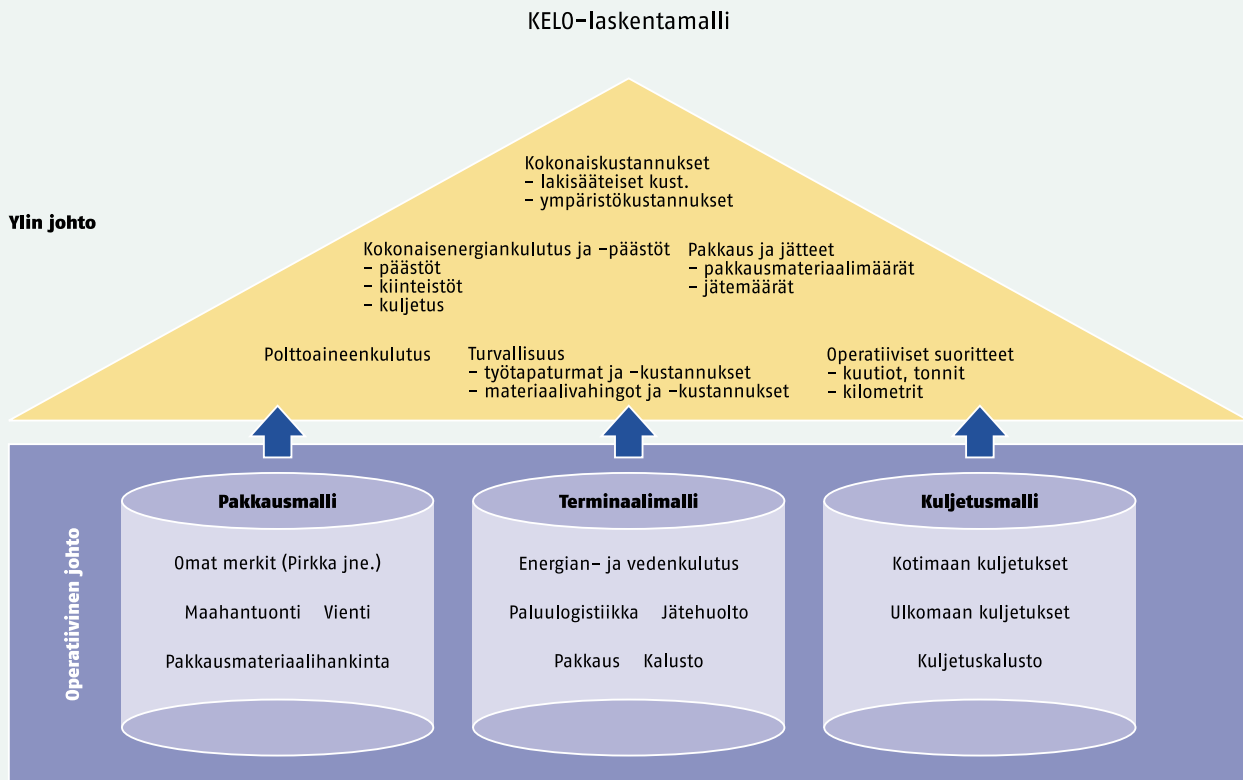 KELO-laskentamalli
Ylin johto
Kokonaiskustannukset
- lakisääteiset kust.
- ympäristökustannukset
Kokonaisenergiankulutus ja -päästöt
- päästöt
- kiinteistöt
- kuljetus
Pakkaus ja jätteet
- pakkausmateriaalimäärät
- jätemäärät
Polttoaineenkulutus
Turvallisuus
- työtapaturmat ja -kustannukset
- materiaalivahingot ja -kustannukset
Operatiiviset suoritteet
- kuutiot, tonnit
- kilometrit
Operatiivinen johto
Pakkausmalli
Omat merkit (Pirkka jne.)
Maahantuonti Vienti
Pakkausmateriaalihankinta
Terminaalimalli
Energian- ja vedenkulutus
Paluulogistiikka Jätehuolto
Pakkaus Kalusto
Kuljetusmalli
Kotimaan kuljetukset
Ulkomaan kuljetukset
Kuljetuskalusto